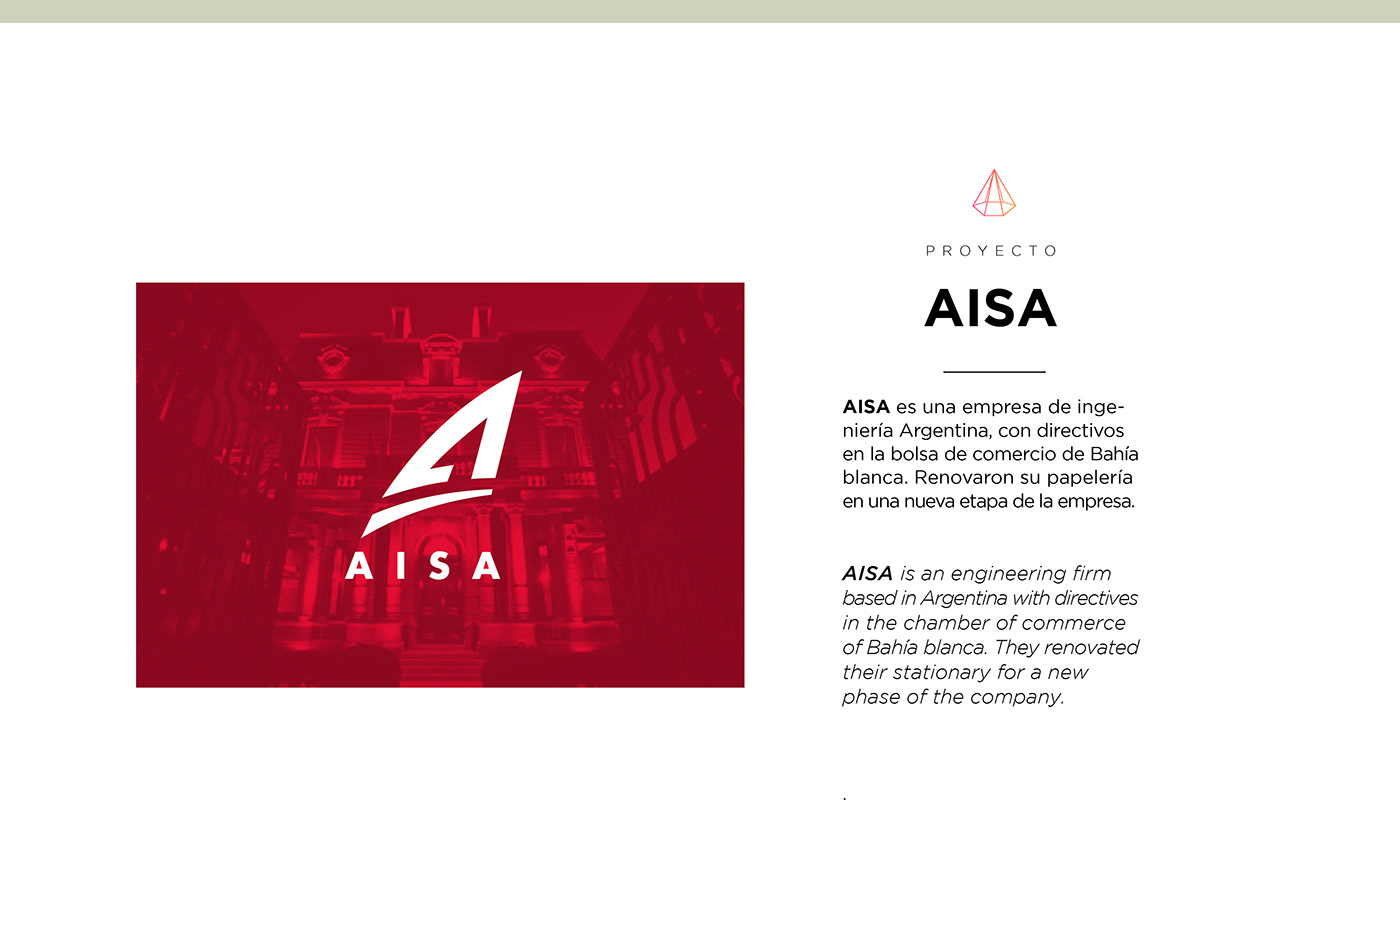 AISA
PROYECTO
AISA
AISA es una empresa de inge-
niería Argentina, con directivos
en la bolsa de comercio de Bahía
blanca. Renovaron su papelería
en una nueva etapa de la empresa.
AISA is an engineering firm
based in Argentina with directives
in the chamber of commerce
of Bahía blanca. They renovated
their stationary for a new
phase of the company.
.